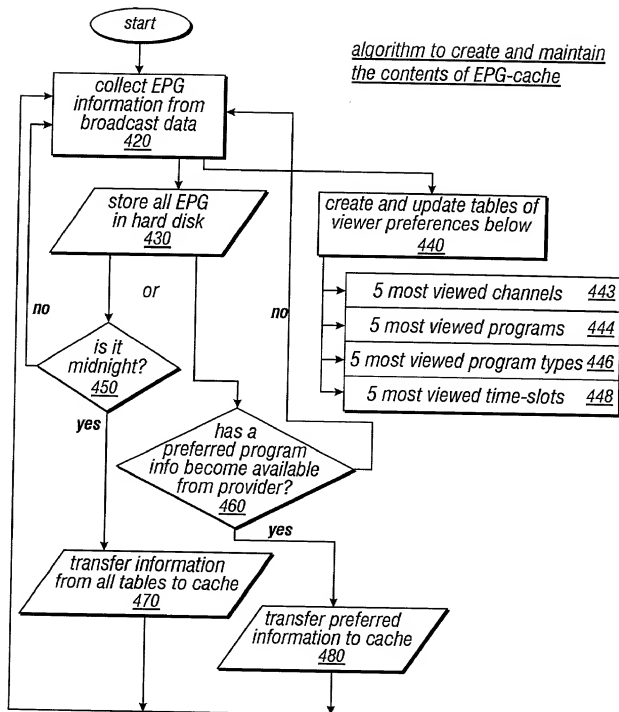 start
algorithm to create and maintain
the contents of EPG-cache
collect EPG
information from
broadcast data
420
store all EPG
in hard disk
430
create and update tables of
viewer preferences below
440
or
no
no
5 most viewed channels 443
5 most viewed programs 444
5 most viewed program types 446
5 most viewed time-slots 448
is it
midnight?
450
yes
has a
preferred program
info become available
from provider?
460
yes
transfer information
from all tables to cache
470
transfer preferred
information to cache
480